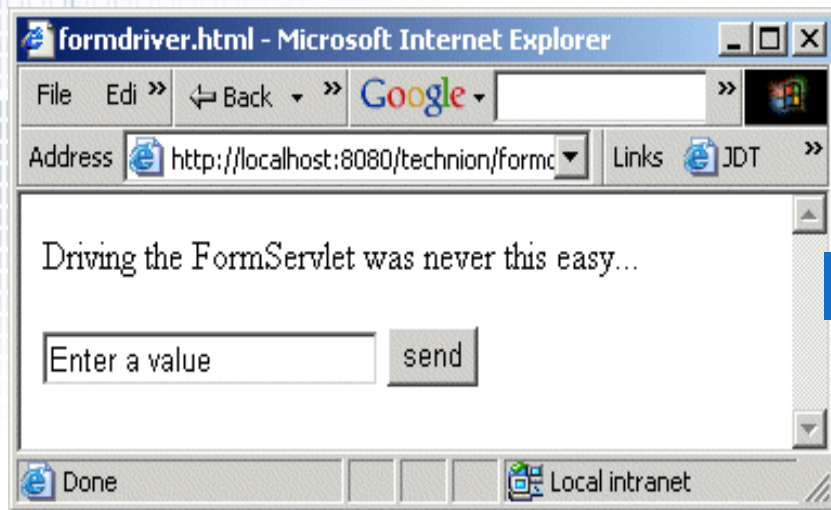 formdriver.html - Microsoft Internet Explorer
File Edi » Back » Google »
Address http://localhost:8080/technion/formd Links JDT »
Driving the FormServlet was never this easy...
Enter a value send
Done Local intranet